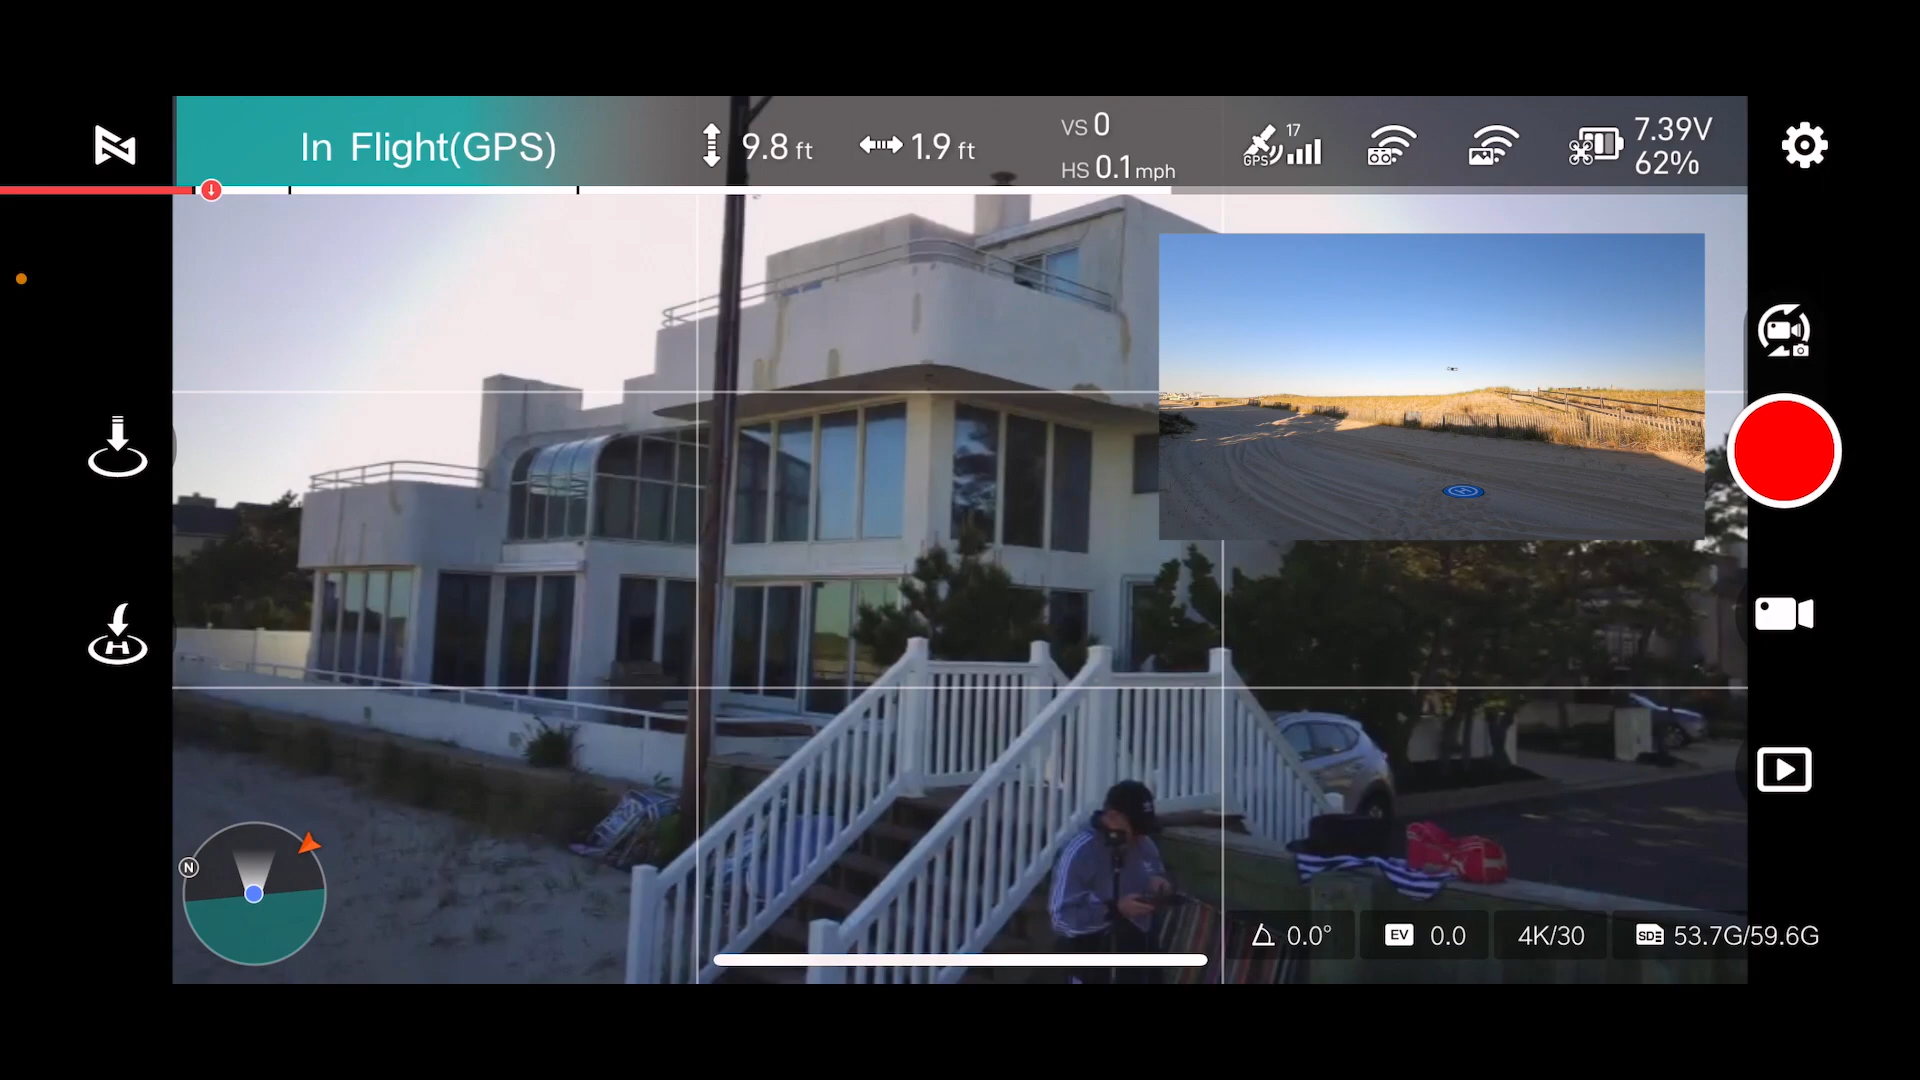 In Flight(GPS)
9.8 ft
1.9 ft
VS 0
HS 0.1 mph
17
GPS
7.39V
62%
H
H
N
0.0°
EV 0.0
4K/30
SD 53.7G/59.6G